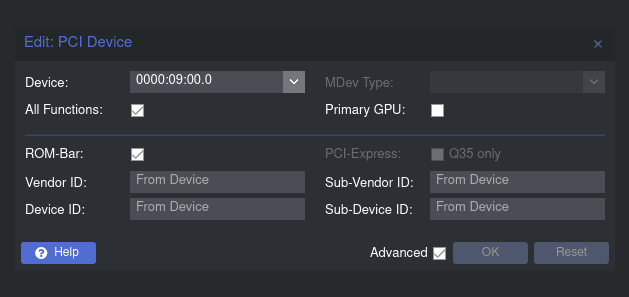 Edit: PCI Device
Device: 0000:09:00.0 MDev Type:
All Functions: Primary GPU:
ROM-Bar: PCI-Express: Q35 only
Vendor ID: From Device Sub-Vendor ID: From Device
Device ID: From Device Sub-Device ID: From Device
Help Advanced OK Reset